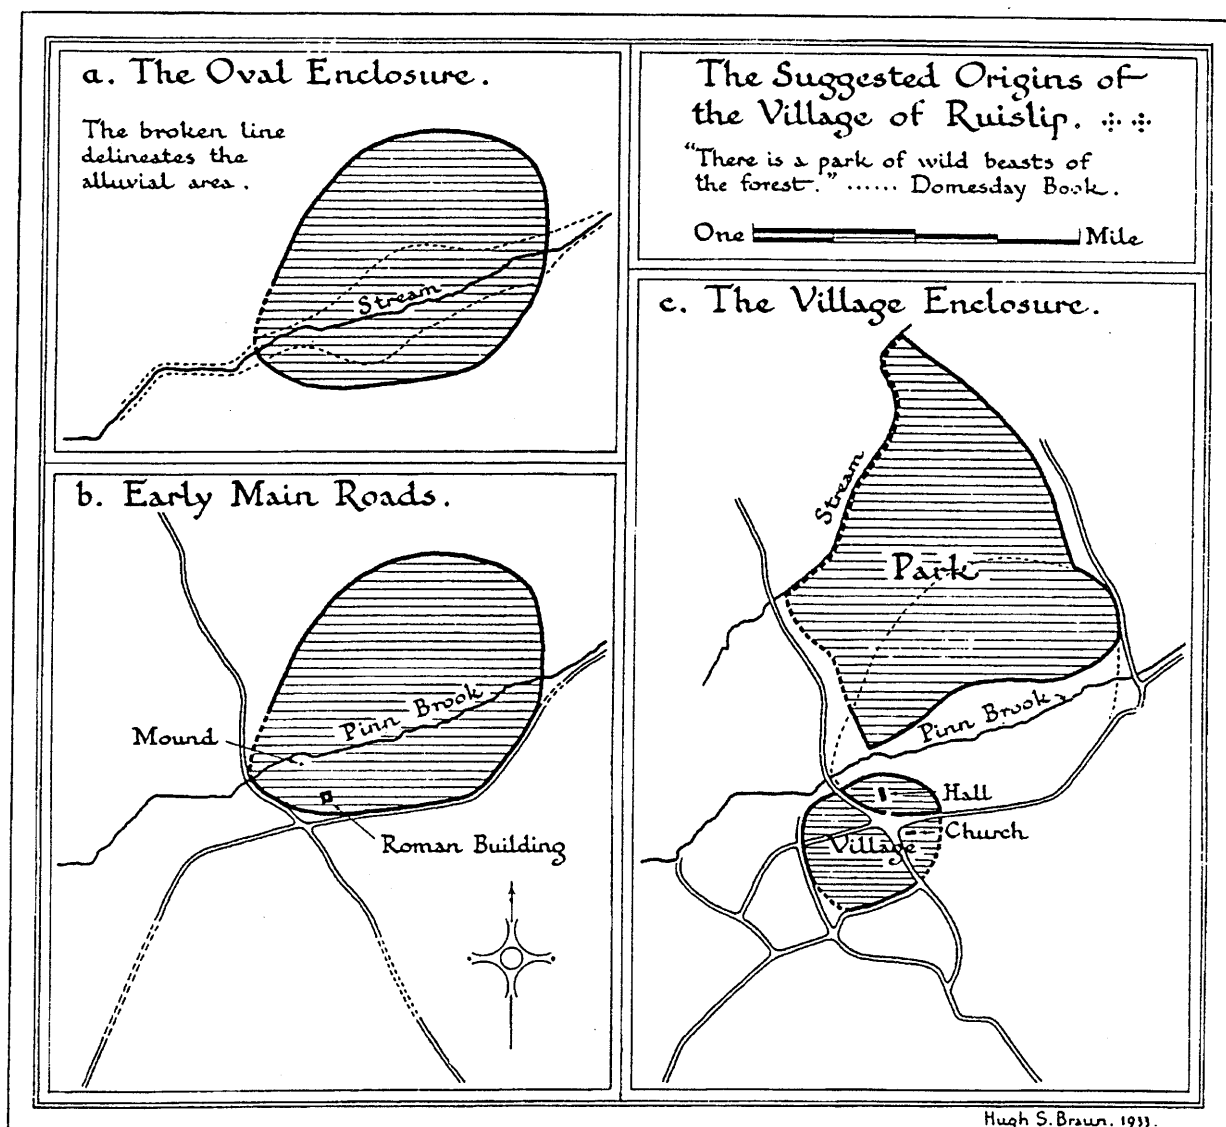 a. The Oval Enclosure.
The broken line
delineates the
alluvial area.
Stream
The Suggested Origins of
the Village of Ruislip.
"There is a park of wild beasts of
the forest." ...... Domesday Book.
One Mile
b. Early Main Roads.
Pinn Brook
Mound
Roman Building
c. The Village Enclosure.
Stream
Park
Pinn Brook
Hall
Church
Village
Hugh S. Braun. 1933.